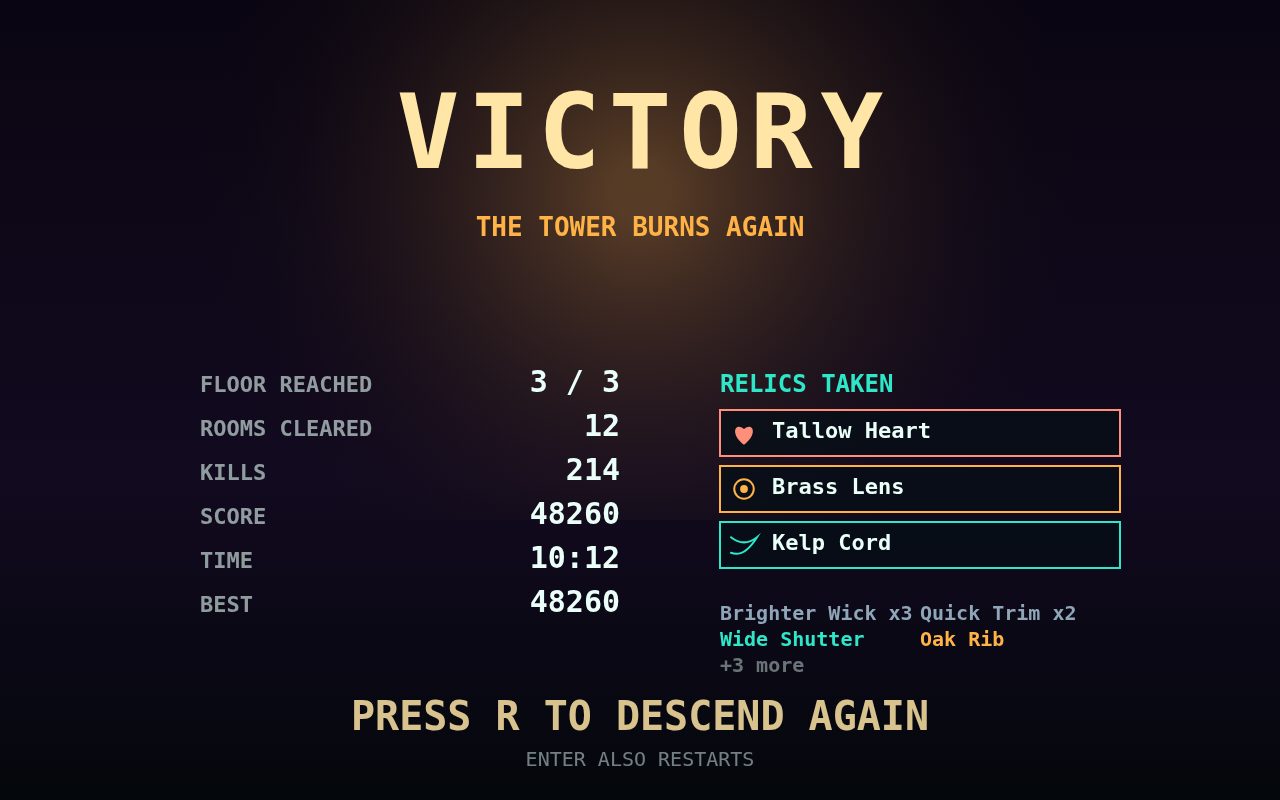 VICTORY
THE TOWER BURNS AGAIN
FLOOR REACHED 3 / 3
ROOMS CLEARED 12
KILLS 214
SCORE 48260
TIME 10:12
BEST 48260
RELICS TAKEN
Tallow Heart
Brass Lens
Kelp Cord
Brighter Wick x3 Quick Trim x2
Wide Shutter Oak Rib
+3 more
PRESS R TO DESCEND AGAIN
ENTER ALSO RESTARTS